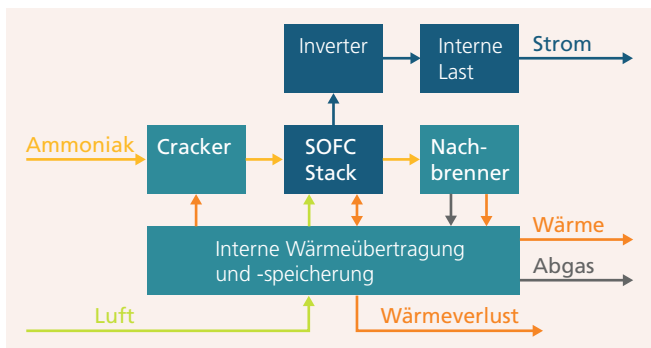 Inverter
Interne
Last
Strom
Ammoniak
Cracker
SOFC
Stack
Nach-
brenner
Interne Wärmeübertragung
und -speicherung
Wärme
Abgas
Luft
Wärmeverlust